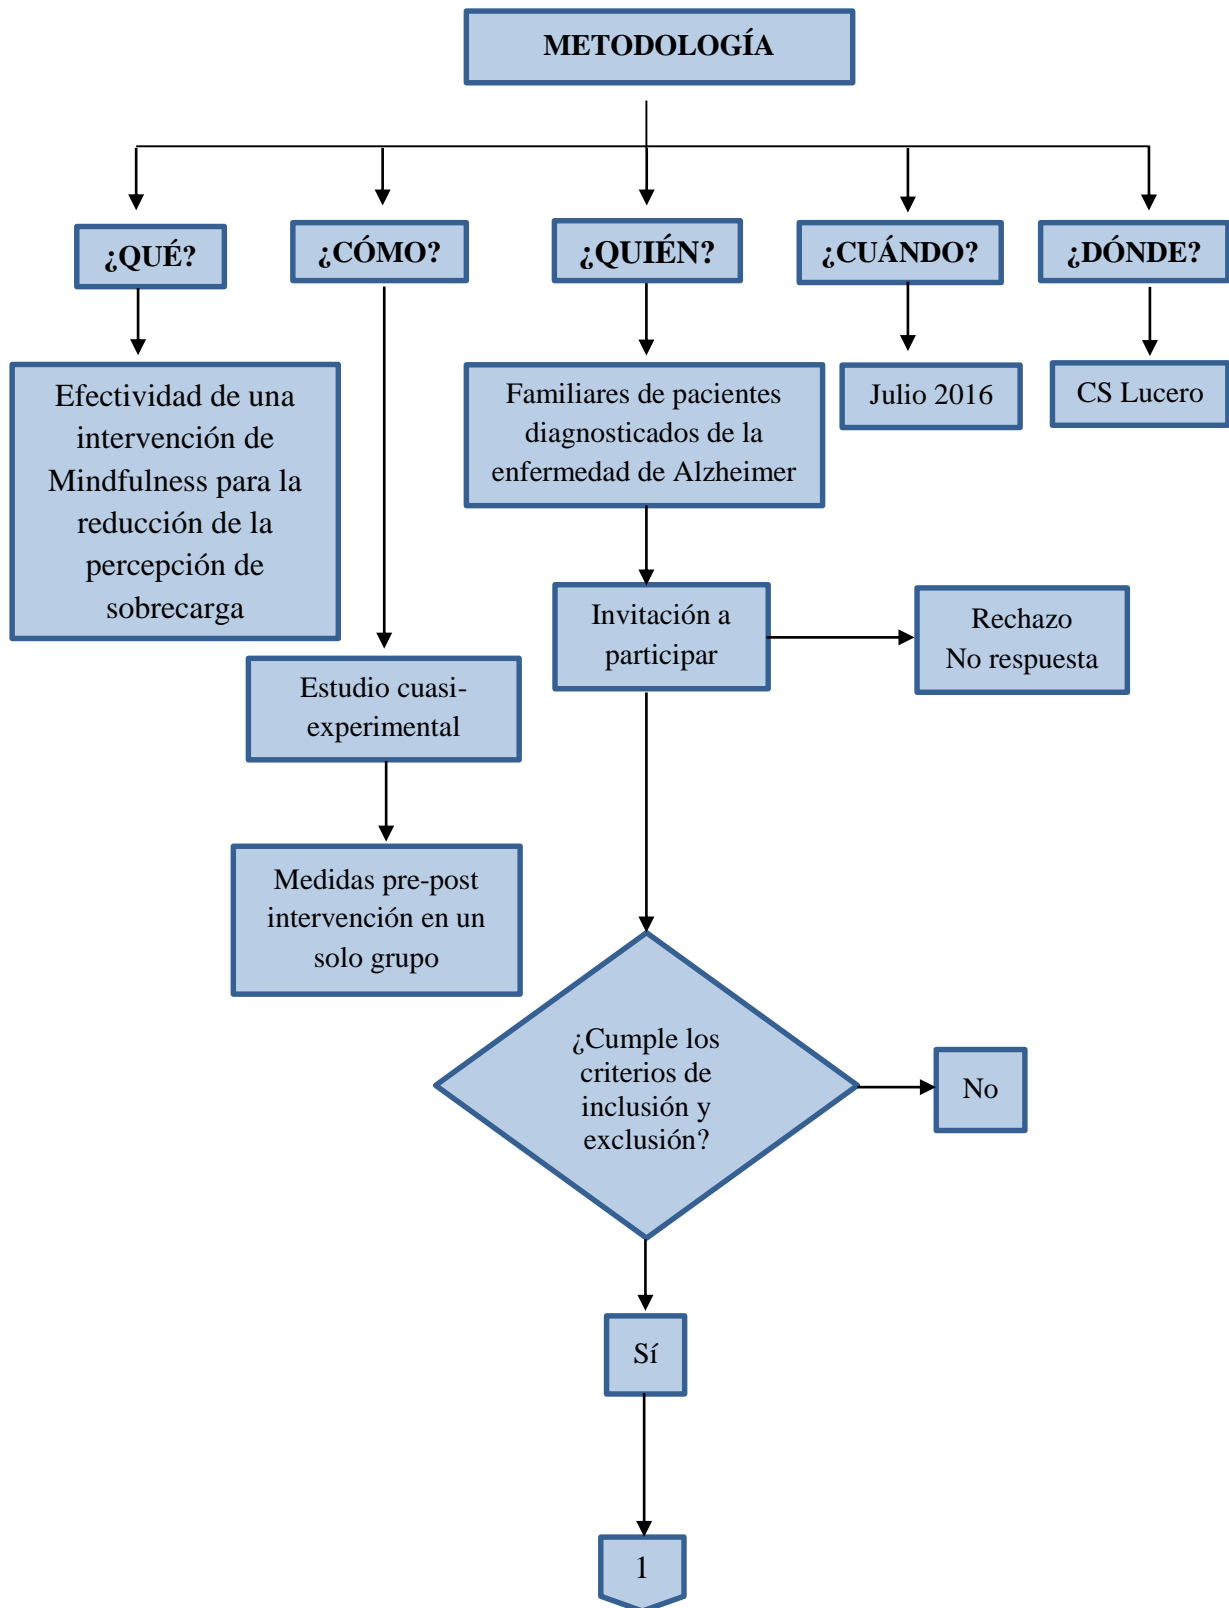 METODOLOGÍA
¿QUÉ?
¿CÓMO?
¿QUIÉN?
¿CUÁNDO?
¿DÓNDE?
Efectividad de una
intervención de
Mindfulness para la
reducción de la
percepción de
sobrecarga
Familiares de pacientes
diagnosticados de la
enfermedad de Alzheimer
Julio 2016
CS Lucero
Invitación a
participar
Rechazo
No respuesta
Estudio cuasi-
experimental
Medidas pre-post
intervención en un
solo grupo
¿Cumple los
criterios de
inclusión y
exclusión?
No
Sí
1